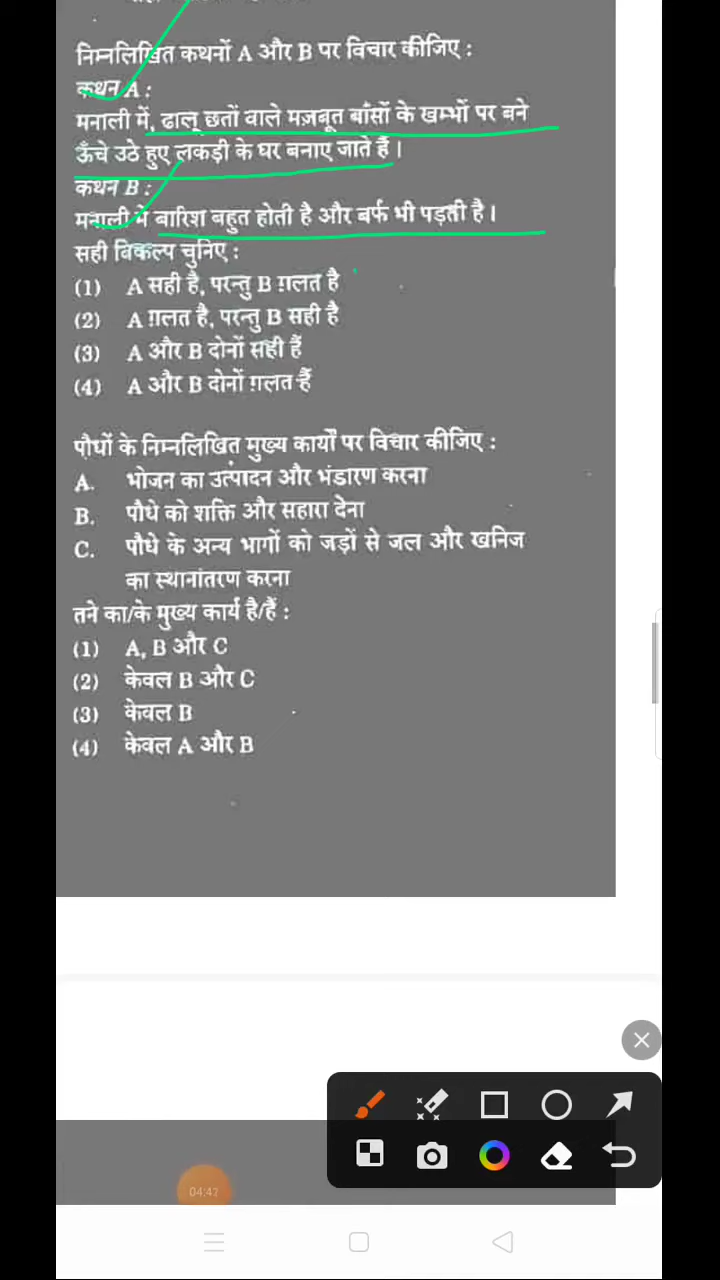 निम्नलिखित कथनों A और B पर विचार कीजिए :
कथन A :
मनाली में, ढालू छतों वाले मज़बूत बाँसों के खम्भों पर बने
ऊँचे उठे हुए लकड़ी के घर बनाए जाते हैं।
कथन B :
मनाली में बारिश बहुत होती है और बर्फ भी पड़ती है।
सही विकल्प चुनिए :
(1) A सही है, परन्तु B ग़लत है
(2) A ग़लत है, परन्तु B सही है
(3) A और B दोनों सही हैं
(4) A और B दोनों ग़लत हैं
पौधों के निम्नलिखित मुख्य कार्यों पर विचार कीजिए :
A. भोजन का उत्पादन और भंडारण करना
B. पौधे को शक्ति और सहारा देना
C. पौधे के अन्य भागों को जड़ों से जल और खनिज
का स्थानांतरण करना
तने का/के मुख्य कार्य है/हैं :
(1) A, B और C
(2) केवल B और C
(3) केवल B
(4) केवल A और B
04:42